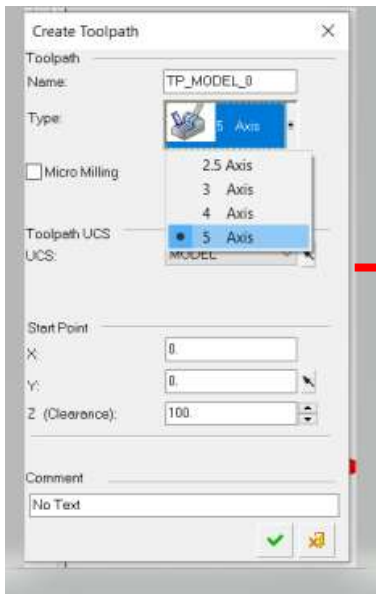 Create Toolpath
Toolpath
Name: TP_MODEL_0
Type: 5 Axis
2.5 Axis
Micro Milling 3 Axis
4 Axis
Toolpath UCS 5 Axis
UCS: MODEL
Start Point
X: 0.
Y: 0.
Z (Clearance): 100.
Comment
No Text